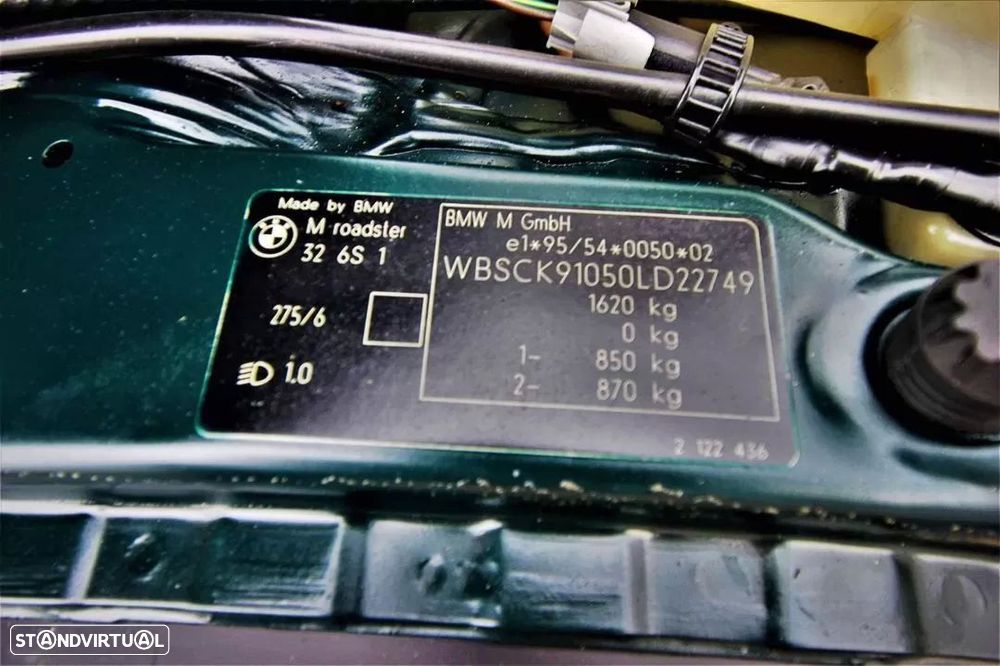 Made by BMW
M roadster
32 6S 1
275/6
1.0
BMW M GmbH
e1*95/54*0050*02
WBSCK91050LD22749
1620 kg
0 kg
1- 850 kg
2- 870 kg
2 122 436
STANDVIRTUAL